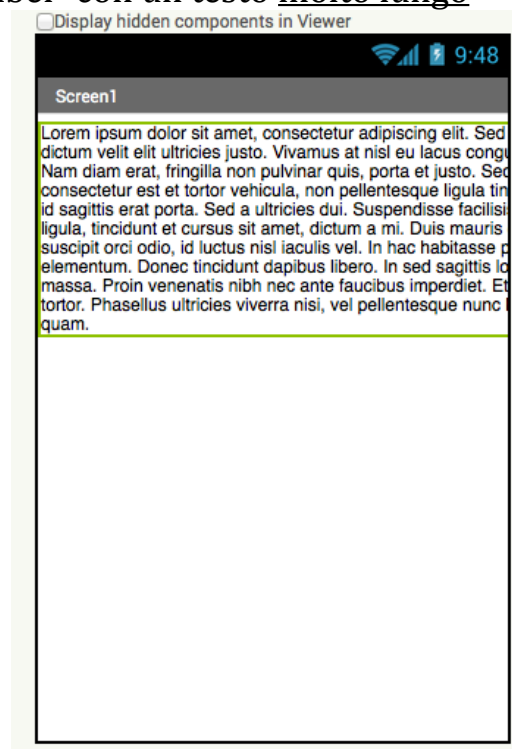 con un testo molto lungo
Display hidden components in Viewer
9:48
Screen1
Lorem ipsum dolor sit amet, consectetur adipiscing elit. Sed
dictum velit elit ultricies justo. Vivamus at nisl eu lacus congu
Nam diam erat, fringilla non pulvinar quis, porta et justo. Sed
consectetur est et tortor vehicula, non pellentesque ligula tin
id sagittis erat porta. Sed a ultricies dui. Suspendisse facilisi
ligula, tincidunt et cursus sit amet, dictum a mi. Duis mauris
suscipit orci odio, id luctus nisl iaculis vel. In hac habitasse p
elementum. Donec tincidunt dapibus libero. In sed sagittis lo
massa. Proin venenatis nibh nec ante faucibus imperdiet. Et
tortor. Phasellus ultricies viverra nisi, vel pellentesque nunc
quam.